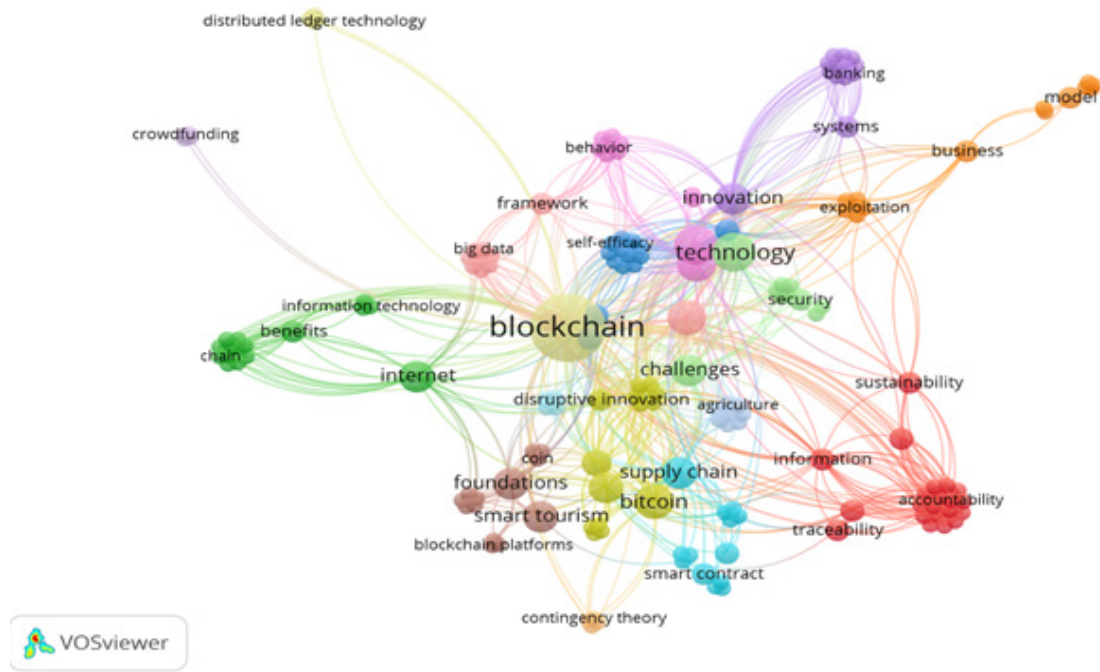 distributed ledger technology
banking
model
crowdfunding
systems
behavior
business
innovation
framework
exploitation
self-efficacy
big data
technology
information technology
security
blockchain
benefits
chain
internet
challenges
sustainability
disruptive innovation
agriculture
coin
information
supply chain
foundations
bitcoin
accountability
smart tourism
traceability
blockchain platforms
smart contract
contingency theory
VOSviewer